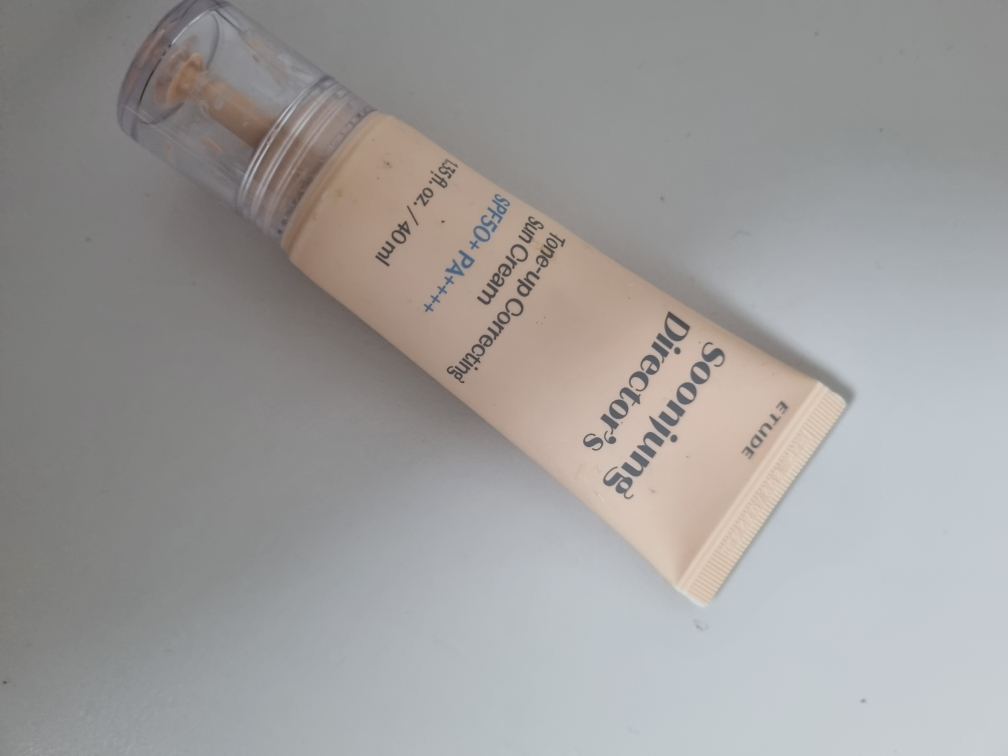 ETUDE
Soonjung
Director's
Tone-up Correcting
Sun Cream
SPF50+ PA++++
1.35 fl. oz. / 40 ml